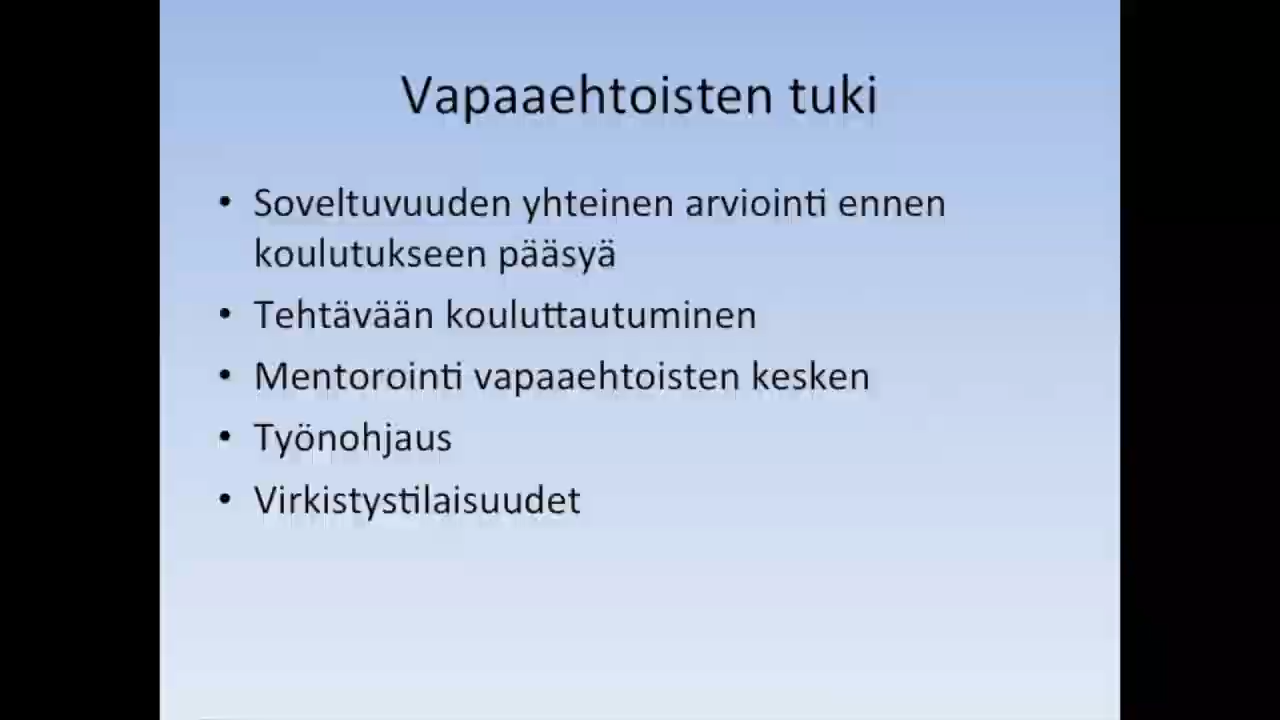 Vapaaehtoisten tuki
• Soveltuvuuden yhteinen arviointi ennen
koulutukseen pääsyä
• Tehtävään kouluttautuminen
• Mentorointi vapaaehtoisten kesken
• Työnohjaus
• Virkistystilaisuudet